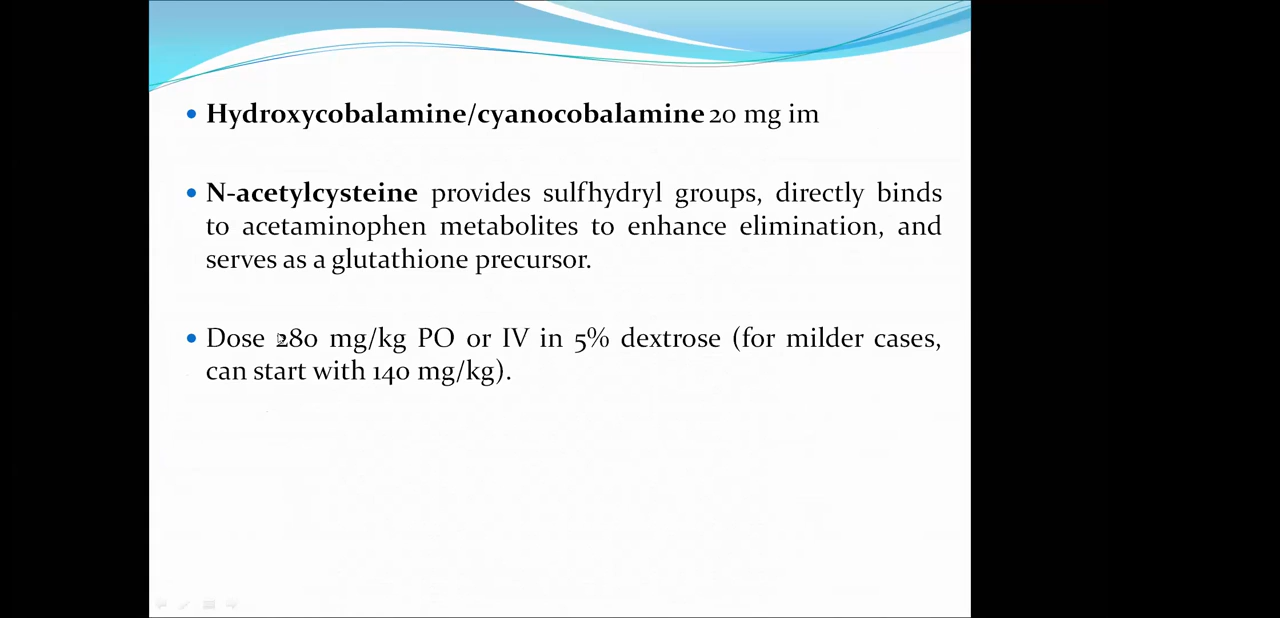 Hydroxycobalamine/cyanocobalamine 20 mg im
N-acetylcysteine provides sulfhydryl groups, directly binds
to acetaminophen metabolites to enhance elimination, and
serves as a glutathione precursor.
Dose 280 mg/kg PO or IV in 5% dextrose (for milder cases,
can start with 140 mg/kg).